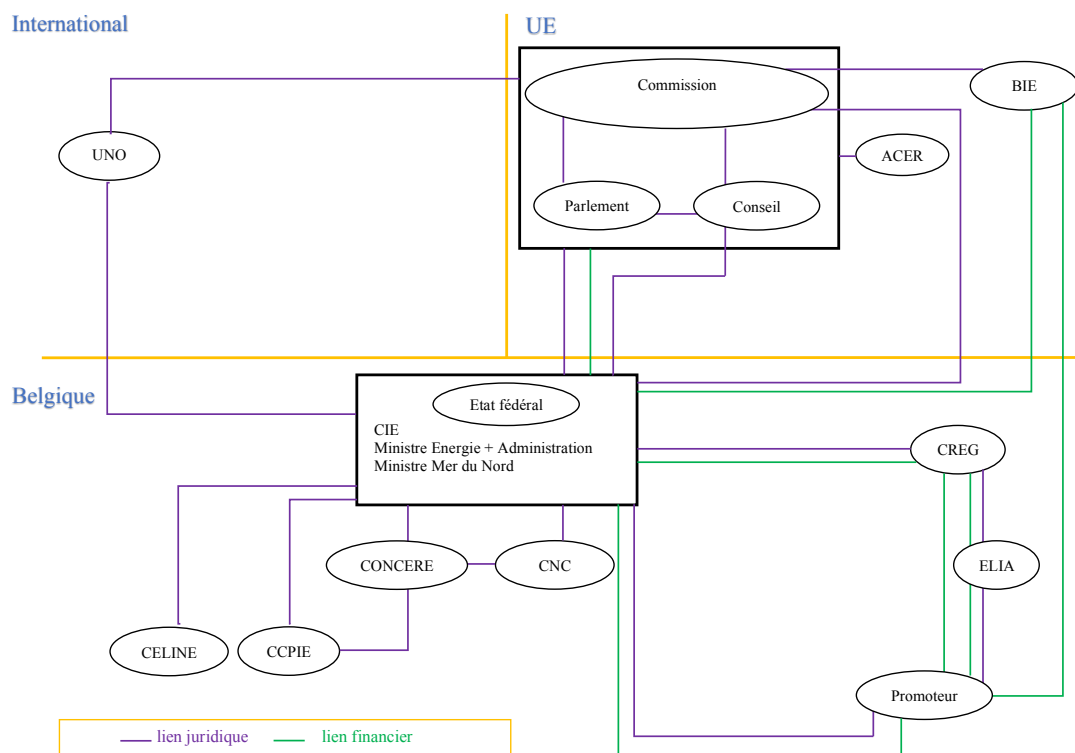 International
UE
Commission
BIE
UNO
ACER
Parlement
Conseil
Belgique
Etat fédéral
CIE
Ministre Energie + Administration
Ministre Mer du Nord
CREG
CONCERE
CNC
ELIA
CELINE
CCPIE
Promoteur
lien juridique
lien financier